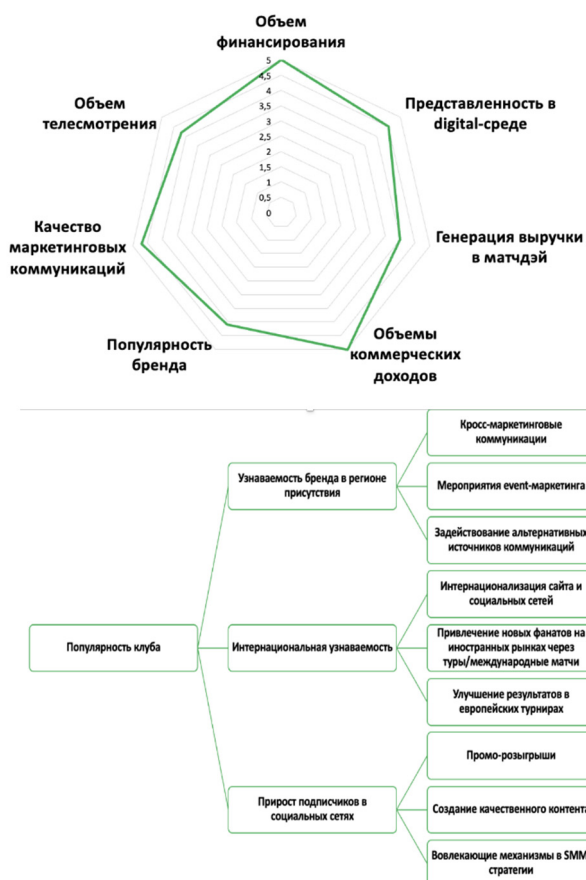 Объем
финансирования
Объем
телесмотрения
Представленность в
digital-среде
5
4,5
4
3,5
3
2,5
2
1,5
1
0,5
0
Качество
маркетинговых
коммуникаций
Генерация выручки
в матчдэй
Популярность
бренда
Объемы
коммерческих
доходов
Кросс-маркетинговые
коммуникации
Узнаваемость бренда в регионе
присутствия
Мероприятия event-маркетинга
Задействование альтернативных
источников коммуникаций
Интернационализация сайта и
социальных сетей
Популярность клуба
Интернациональная узнаваемость
Привлечение новых фанатов на
иностранных рынках через
туры/международные матчи
Улучшение результатов в
европейских турнирах
Промо-розыгрыши
Прирост подписчиков в
социальных сетях
Создание качественного контента
Вовлекающие механизмы в SMM
стратегии